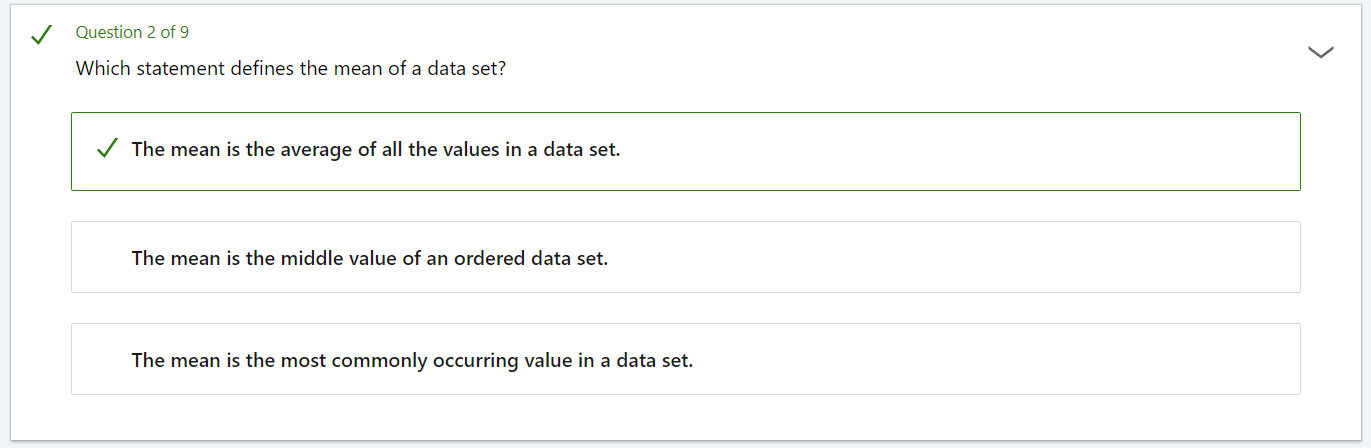 Question 2 of 9
Which statement defines the mean of a data set?
The mean is the average of all the values in a data set.
The mean is the middle value of an ordered data set.
The mean is the most commonly occurring value in a data set.